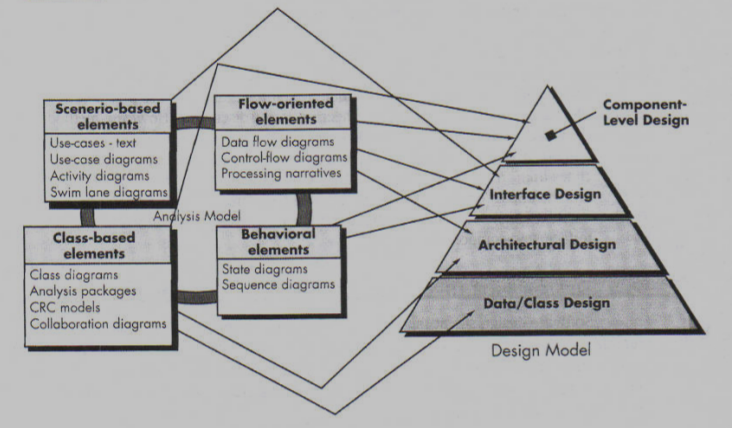 Scenerio-based
elements
Use-cases - text
Use-case diagrams
Activity diagrams
Swim lane diagrams
Flow-oriented
elements
Data flow diagrams
Control-flow diagrams
Processing narratives
Analysis Model
Class-based
elements
Class diagrams
Analysis packages
CRC models
Collaboration diagrams
Behavioral
elements
State diagrams
Sequence diagrams
Component-
Level Design
Interface Design
Architectural Design
Data/Class Design
Design Model